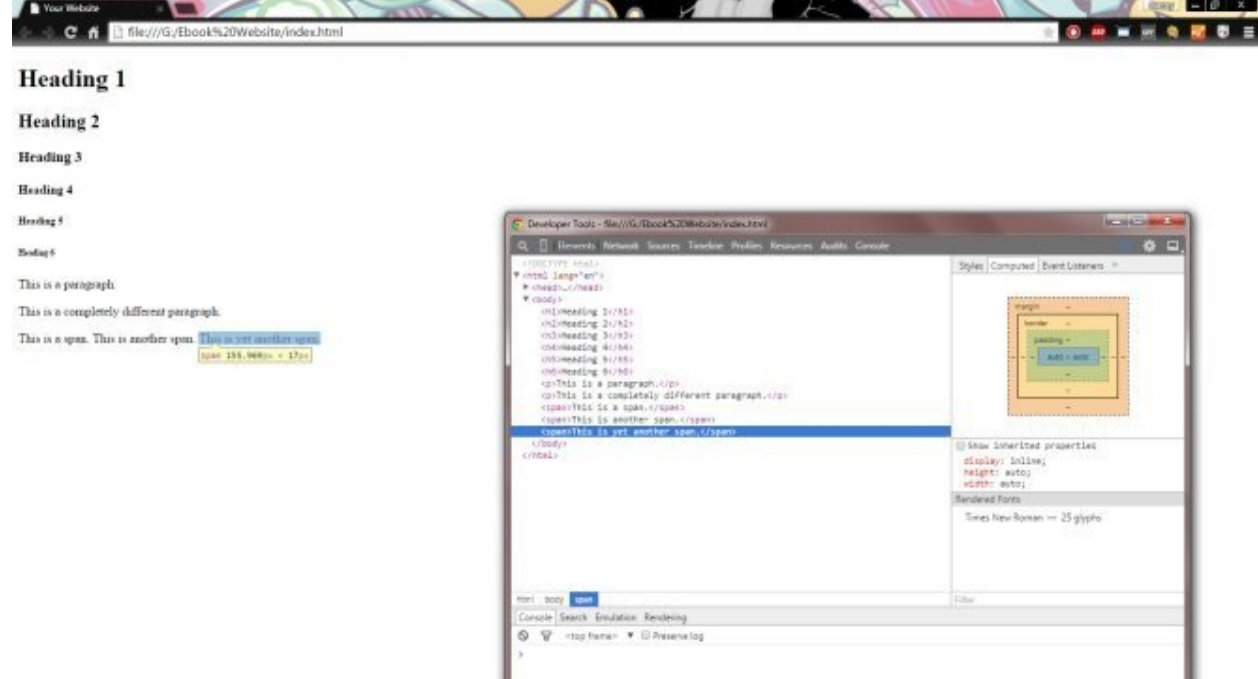 Your Website
file:///G:/Ebook%20Website/index.html
Heading 1
Heading 2
Heading 3
Heading 4
Heading 5
Heading 6
This is a paragraph.
This is a completely different paragraph.
This is a span. This is another span. This is yet another span.
span 155.969px × 17px
Developer Tools - file:///G:/Ebook%20Website/index.html
Elements Network Sources Timeline Profiles Resources Audits Console
<!DOCTYPE html>
▼<html lang="en">
▶<head>…</head>
▼<body>
<h1>Heading 1</h1>
<h2>Heading 2</h2>
<h3>Heading 3</h3>
<h4>Heading 4</h4>
<h5>Heading 5</h5>
<h6>Heading 6</h6>
<p>This is a paragraph.</p>
<p>This is a completely different paragraph.</p>
<span>This is a span.</span>
<span>This is another span.</span>
<span>This is yet another span.</span>
</body>
</html>
html body span
Styles Computed Event Listeners »
margin -
border -
padding -
auto × auto
Show inherited properties
display: inline;
height: auto;
width: auto;
Rendered Fonts
Times New Roman — 25 glyphs
Filter
Console Search Emulation Rendering
<top frame> ▼ Preserve log
>